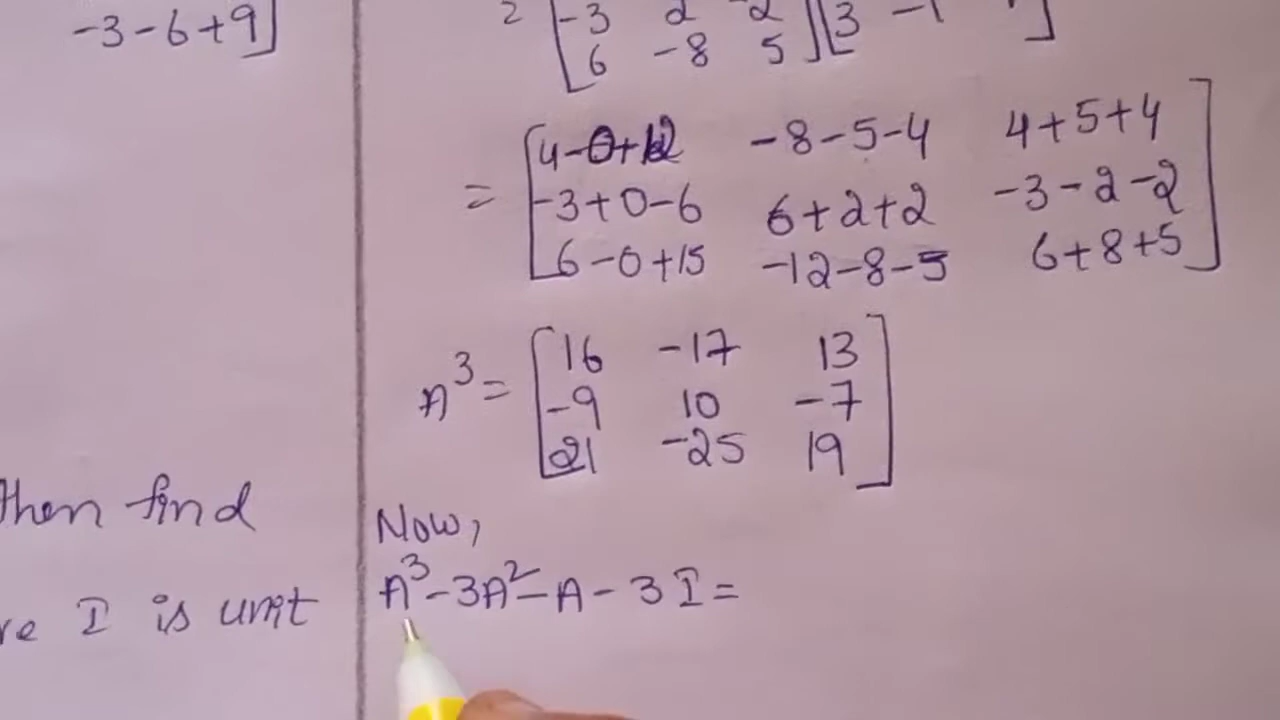 -3-6+9]
2 [-3 2 -2][3 -1
6 -8 5
= [4-0+12 -8-5-4 4+5+4]
-3+0-6 6+2+2 -3-2-2
6-0+15 -12-8-5 6+8+5
A³= [16 -17 13]
-9 10 -7
21 -25 19
then find
Now,
A³-3A²-A-3I=
re I is unit